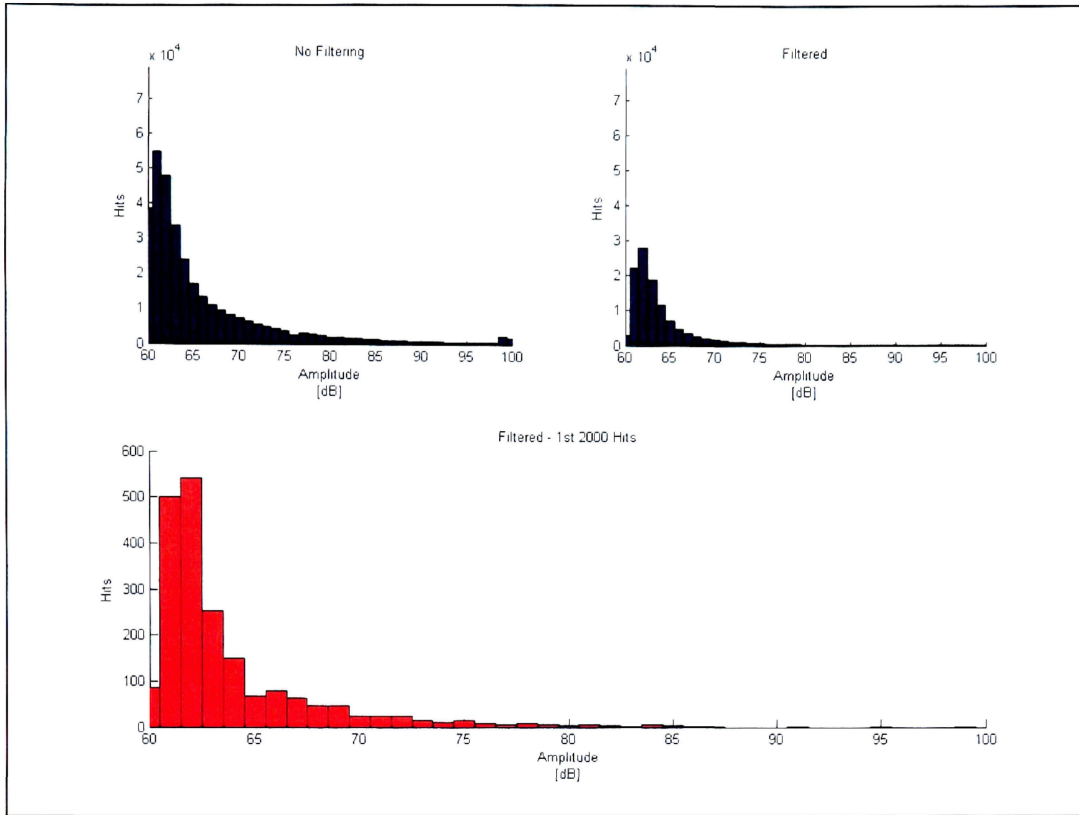 No Filtering
x 10^4
7
6
5
4
3
2
1
0
Hits
60 65 70 75 80 85 90 95 100
Amplitude
[dB]
Filtered
x 10^4
7
6
5
4
3
2
1
0
Hits
60 65 70 75 80 85 90 95 100
Amplitude
[dB]
Filtered - 1st 2000 Hits
600
500
400
300
200
100
0
Hits
60 65 70 75 80 85 90 95 100
Amplitude
[dB]